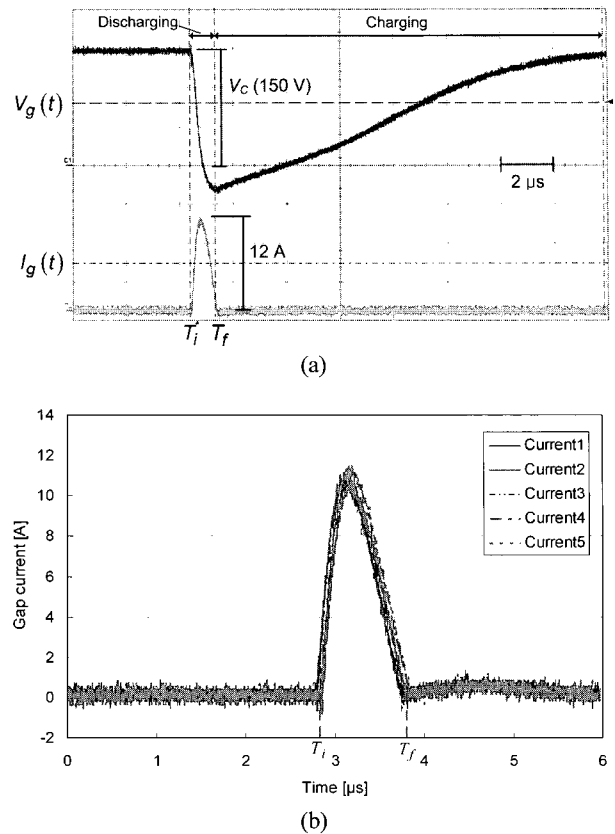 Discharging
Charging
V_C (150 V)
V_g(t)
2 µs
I_g(t)
12 A
T_i
T_f
(a)
14
12
10
8
6
4
2
0
-2
Gap current [A]
Current1
Current2
Current3
Current4
Current5
T_i
T_f
0
1
2
3
4
5
6
Time [µs]
(b)